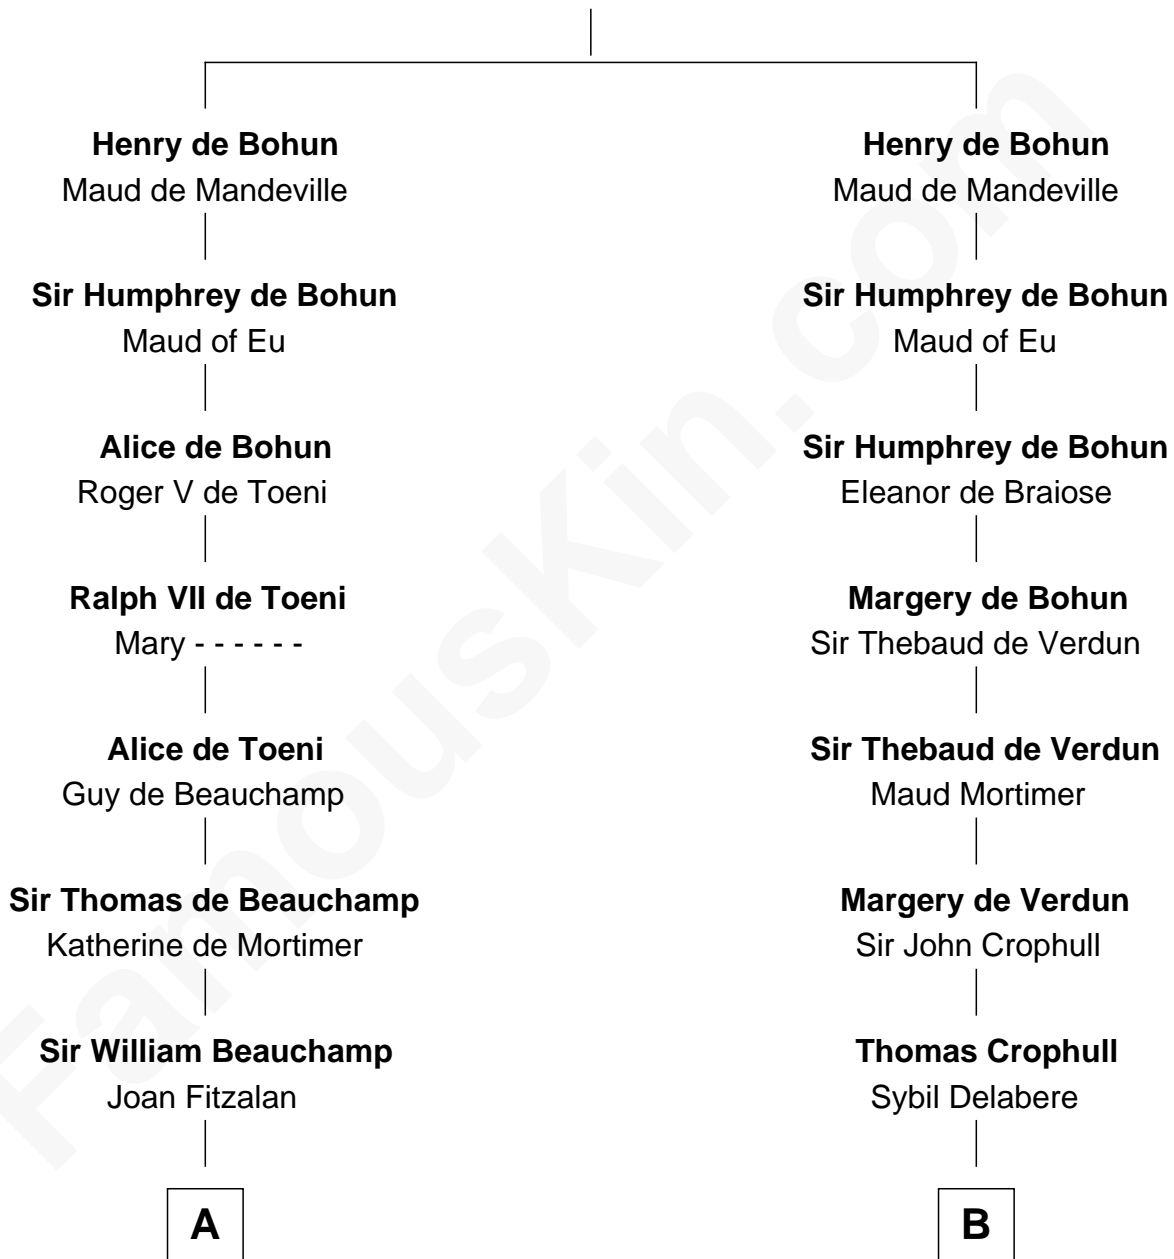 Henry de Bohun
Maud de Mandeville
Sir Humphrey de Bohun
Maud of Eu
Alice de Bohun
Roger V de Toeni
Ralph VII de Toeni
Mary - - - - - -
Alice de Toeni
Guy de Beauchamp
Sir Thomas de Beauchamp
Katherine de Mortimer
Sir William Beauchamp
Joan Fitzalan
A
Henry de Bohun
Maud de Mandeville
Sir Humphrey de Bohun
Maud of Eu
Sir Humphrey de Bohun
Eleanor de Braiose
Margery de Bohun
Sir Thebaud de Verdun
Sir Thebaud de Verdun
Maud Mortimer
Margery de Verdun
Sir John Crophull
Thomas Crophull
Sybil Delabere
B
FamousKin.com